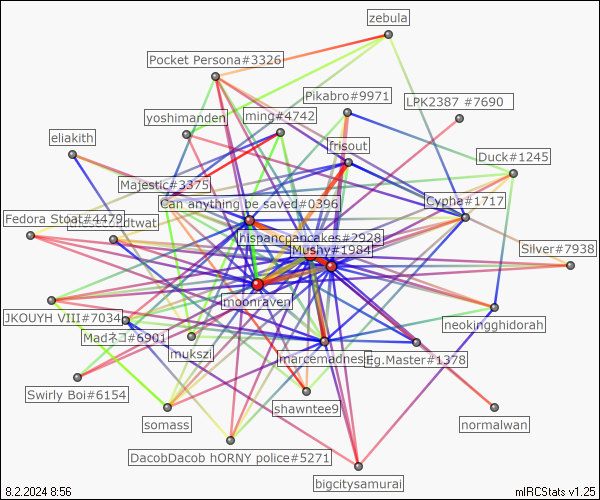 zebula
Pocket Persona#3326
Pikabro#9971
LPK2387 #7690
yoshimanden
ming#4742
eliakith
frisout
Duck#1245
Majestic#3375
Cypha#1717
Can anything be saved#0396
Fedora Stoat#4479
hispancpancakes#2928
Mushy#1984
Silver#7938
moonraven
JKOUYH VIII#7034
neokingghidorah
Madネコ#6901
mukszi
marcemadness
Eg.Master#1378
Swirly Boi#6154
shawntee9
somass
normalwan
DacobDacob hORNY police#5271
bigcitysamurai
8.2.2024 8:56
mIRCStats v1.25